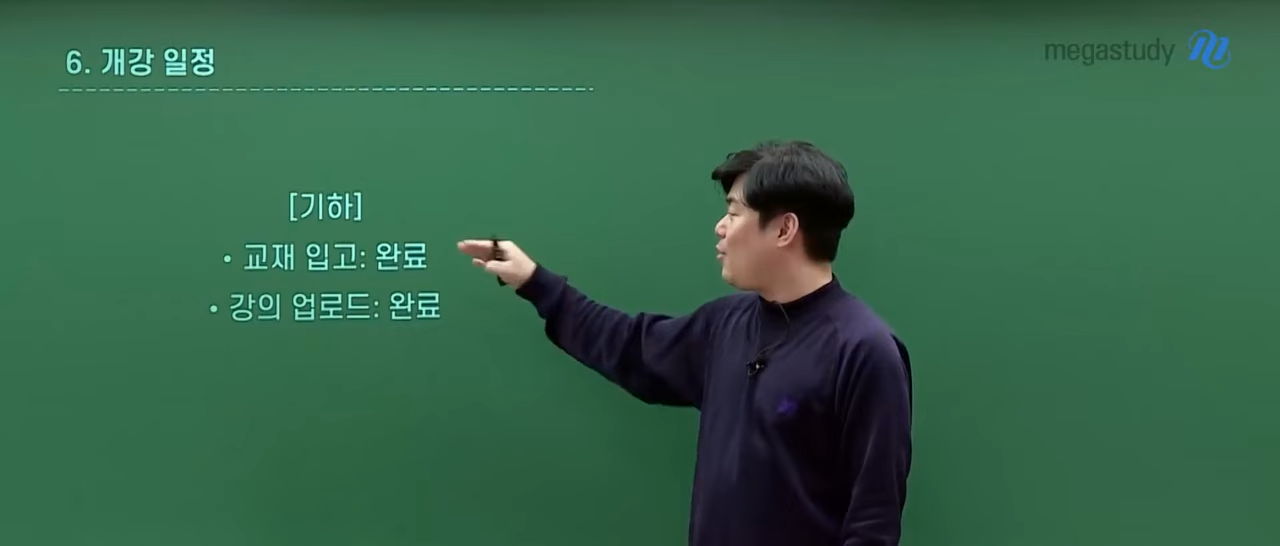 6. 개강 일정
megastudy
[기하]
• 교재 입고: 완료
• 강의 업로드: 완료